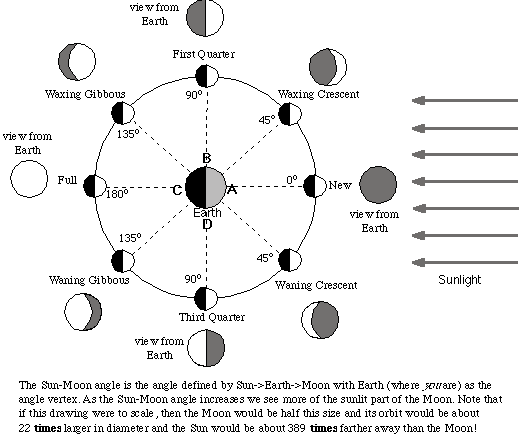 view from
Earth
First Quarter
Waxing Gibbous
90°
Waxing Crescent
135°
45°
view from
Earth
B
Full
180°
C
A
0°
New
Earth
D
view from
Earth
135°
45°
Waning Gibbous
90°
Waning Crescent
Sunlight
Third Quarter
view from
Earth
The Sun-Moon angle is the angle defined by Sun->Earth->Moon with Earth (where you are) as the
angle vertex. As the Sun-Moon angle increases we see more of the sunlit part of the Moon. Note that
if this drawing were to scale, then the Moon would be half this size and its orbit would be about
22 times larger in diameter and the Sun would be about 389 times farther away than the Moon!